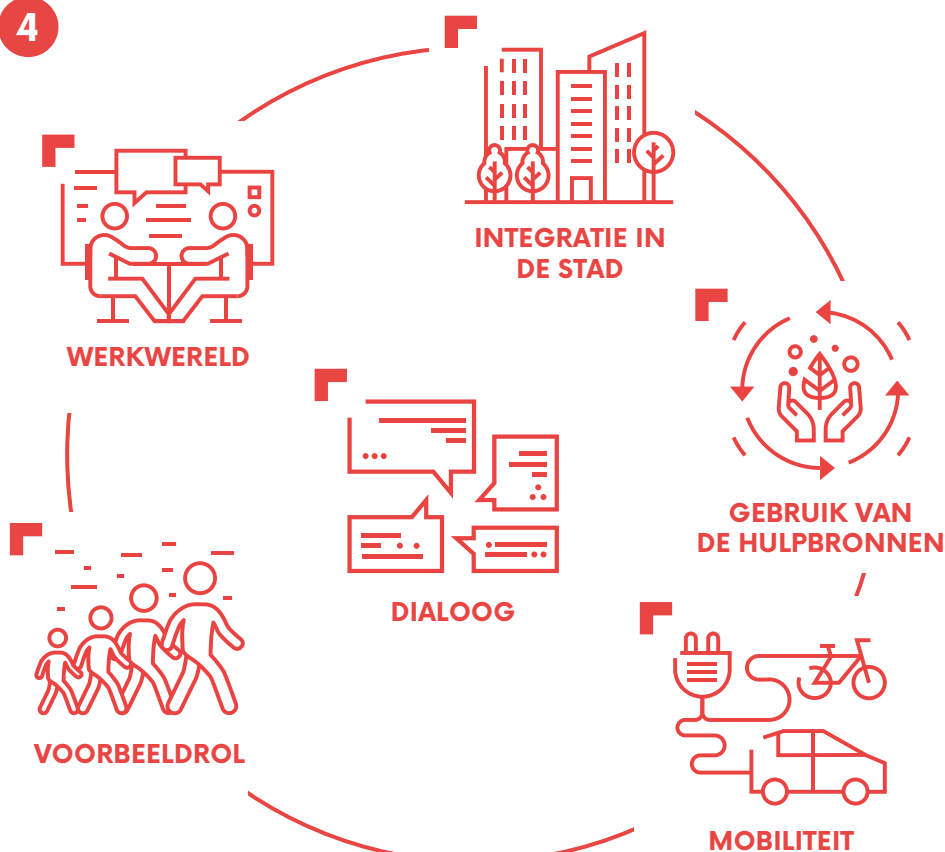 4
INTEGRATIE IN
DE STAD
WERKWERELD
GEBRUIK VAN
DE HULPBRONNEN
DIALOOG
VOORBEELDROL
MOBILITEIT